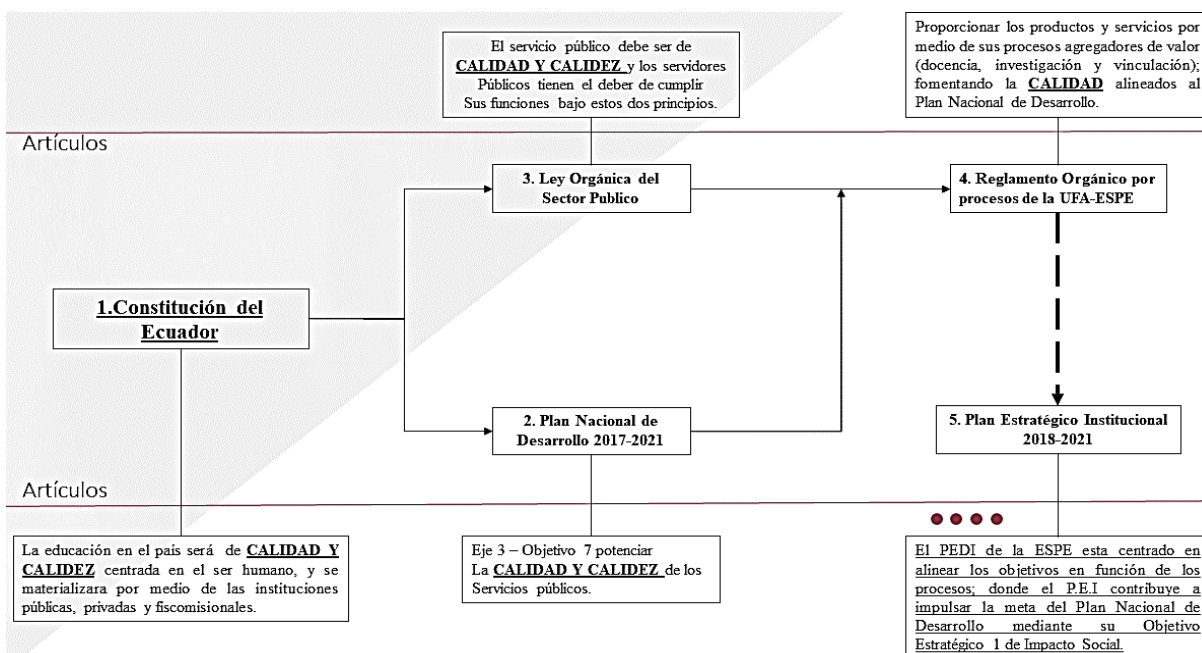 El servicio público debe ser de
CALIDAD Y CALIDEZ y los servidores
Públicos tienen el deber de cumplir
Sus funciones bajo estos dos principios.
Proporcionar los productos y servicios por
medio de sus procesos agregadores de valor
(docencia, investigación y vinculación);
fomentando la CALIDAD alineados al
Plan Nacional de Desarrollo.
Artículos
3. Ley Orgánica del
Sector Publico
4. Reglamento Orgánico por
procesos de la UFA-ESPE
1.Constitución del
Ecuador
2. Plan Nacional de
Desarrollo 2017-2021
5. Plan Estratégico Institucional
2018-2021
Artículos
La educación en el país será de CALIDAD Y
CALIDEZ centrada en el ser humano, y se
materializara por medio de las instituciones
públicas, privadas y fiscomisionales.
Eje 3 – Objetivo 7 potenciar
La CALIDAD Y CALIDEZ de los
Servicios públicos.
El PEDI de la ESPE esta centrado en
alinear los objetivos en función de los
procesos; donde el P.E.I contribuye a
impulsar la meta del Plan Nacional de
Desarrollo mediante su Objetivo
Estratégico 1 de Impacto Social.